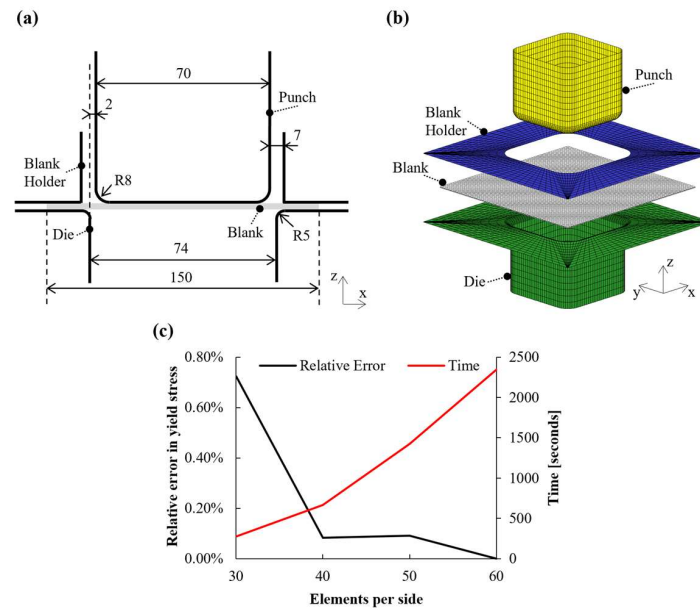 (a)
70
2
Punch
7
Blank
Holder
R8
Die
Blank
R5
74
150
z
x
(b)
Punch
Blank
Holder
Blank
Die
z
y
x
(c)
Relative Error
Time
Relative error in yield stress
0.80%
0.60%
0.40%
0.20%
0.00%
2500
2000
1500
1000
500
0
Time [seconds]
30
40
50
60
Elements per side